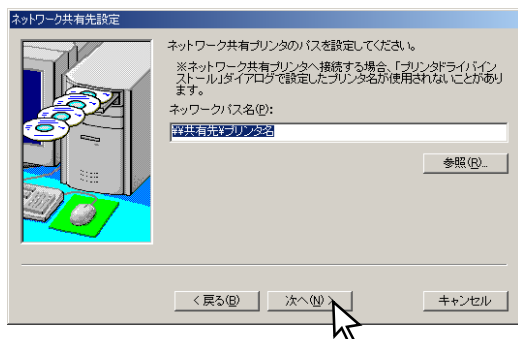 ネットワーク共有先設定
ネットワーク共有プリンタのパスを設定してください。
※ネットワーク共有プリンタへ接続する場合、「プリンタドライバイン
ストール」ダイアログで設定したプリンタ名が使用されないことがあり
ます。
ネッワークパス名(P):
¥¥共有先¥プリンタ名
参照(R)...
< 戻る(B)
次へ(N) >
キャンセル